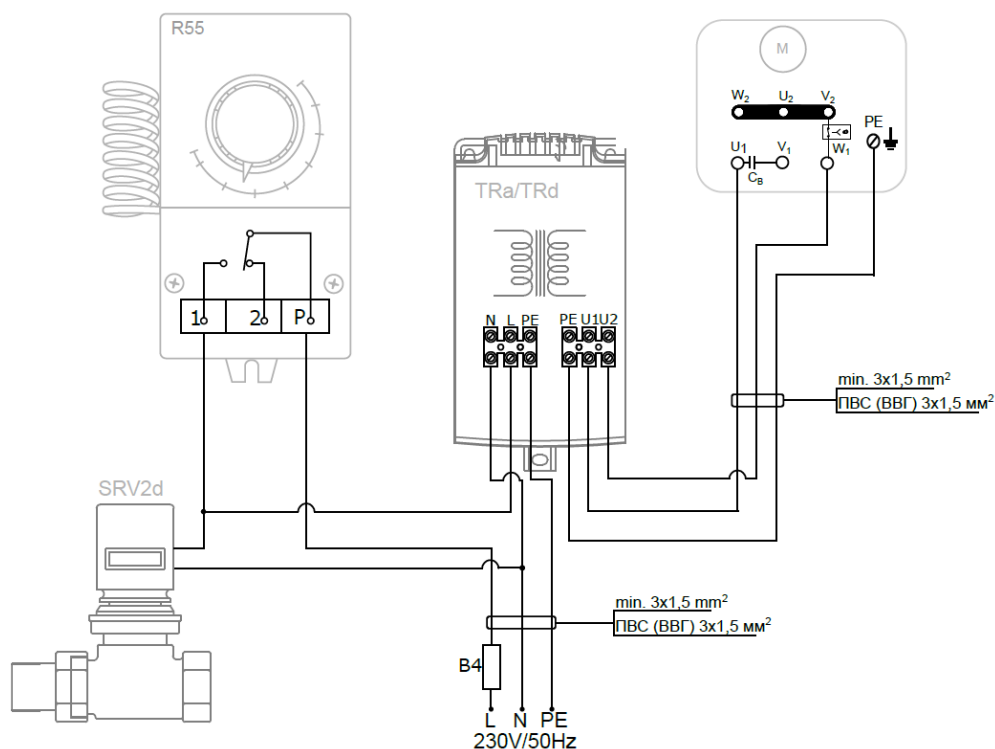 R55
M
W2 U2 V2
PE
U1 V1 W1
CB
TRa/TRd
N L PE PE U1 U2
1 2 P
min. 3x1,5 mm²
ПВС (ВВГ) 3x1,5 мм²
SRV2d
min. 3x1,5 mm²
ПВС (ВВГ) 3x1,5 мм²
B4
L N PE
230V/50Hz